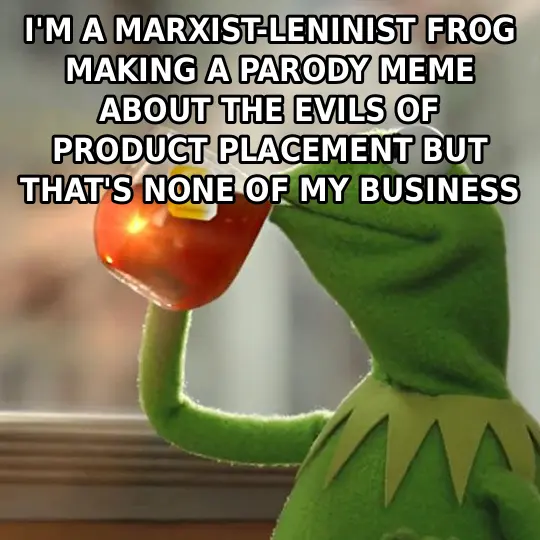 I'M A MARXIST-LENINIST FROG
MAKING A PARODY MEME
ABOUT THE EVILS OF
PRODUCT PLACEMENT BUT
THAT'S NONE OF MY BUSINESS